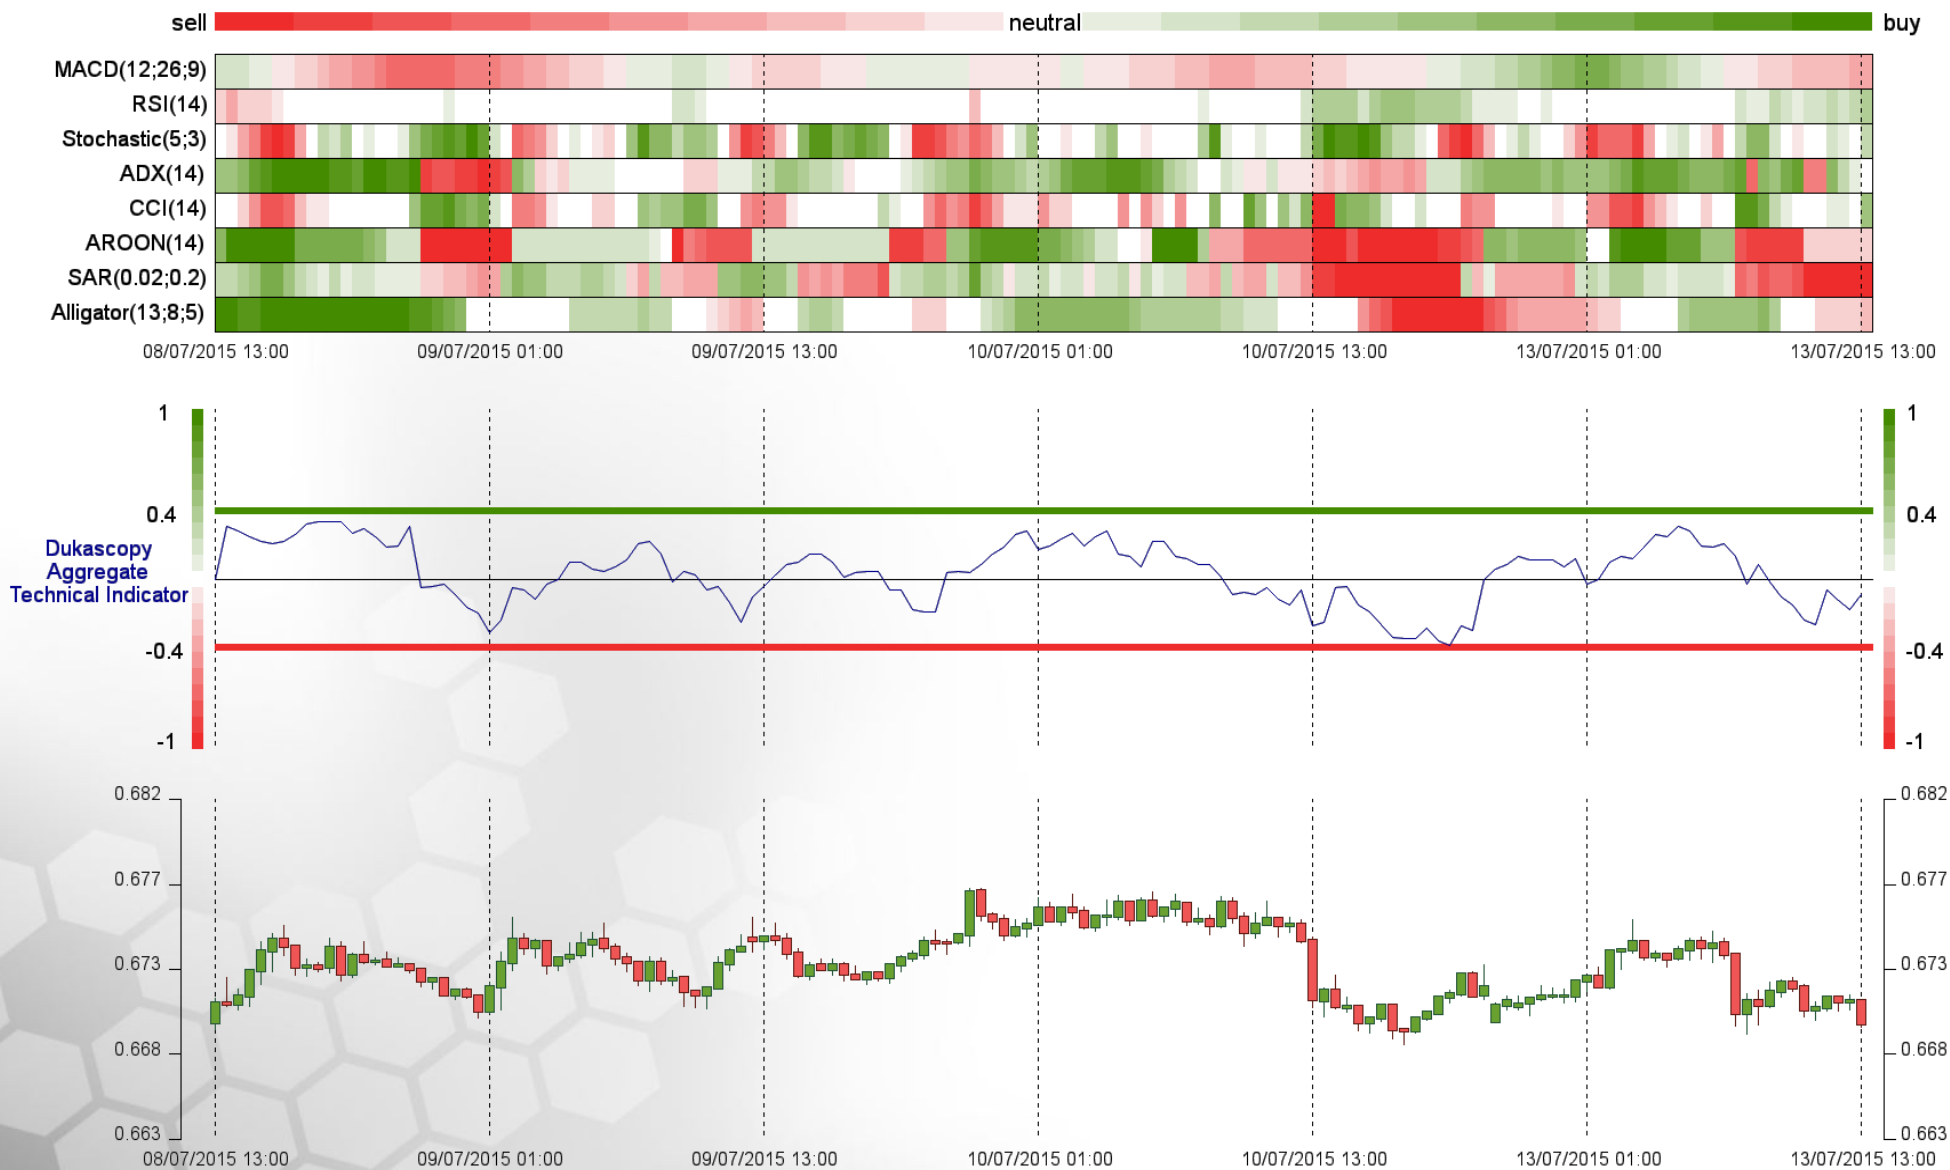 sell neutral buy
MACD(12;26;9)
RSI(14)
Stochastic(5;3)
ADX(14)
CCI(14)
AROON(14)
SAR(0.02;0.2)
Alligator(13;8;5)
08/07/2015 13:00 09/07/2015 01:00 09/07/2015 13:00 10/07/2015 01:00 10/07/2015 13:00 13/07/2015 01:00 13/07/2015 13:00
1 1
0.4 0.4
Dukascopy
Aggregate
Technical Indicator
-0.4 -0.4
-1 -1
0.682 0.682
0.677 0.677
0.673 0.673
0.668 0.668
0.663 0.663
08/07/2015 13:00 09/07/2015 01:00 09/07/2015 13:00 10/07/2015 01:00 10/07/2015 13:00 13/07/2015 01:00 13/07/2015 13:00